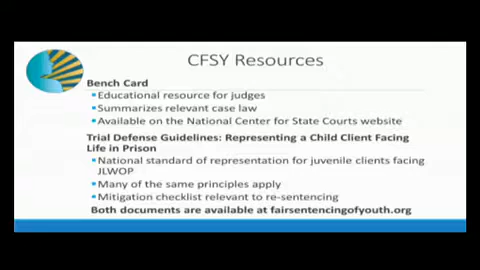 CFSY Resources
Bench Card
▪Educational resource for judges
▪Summarizes relevant case law
▪Available on the National Center for State Courts website
Trial Defense Guidelines: Representing a Child Client Facing
Life in Prison
▪National standard of representation for juvenile clients facing
JLWOP
▪Many of the same principles apply
▪Mitigation checklist relevant to re-sentencing
Both documents are available at fairsentencingofyouth.org